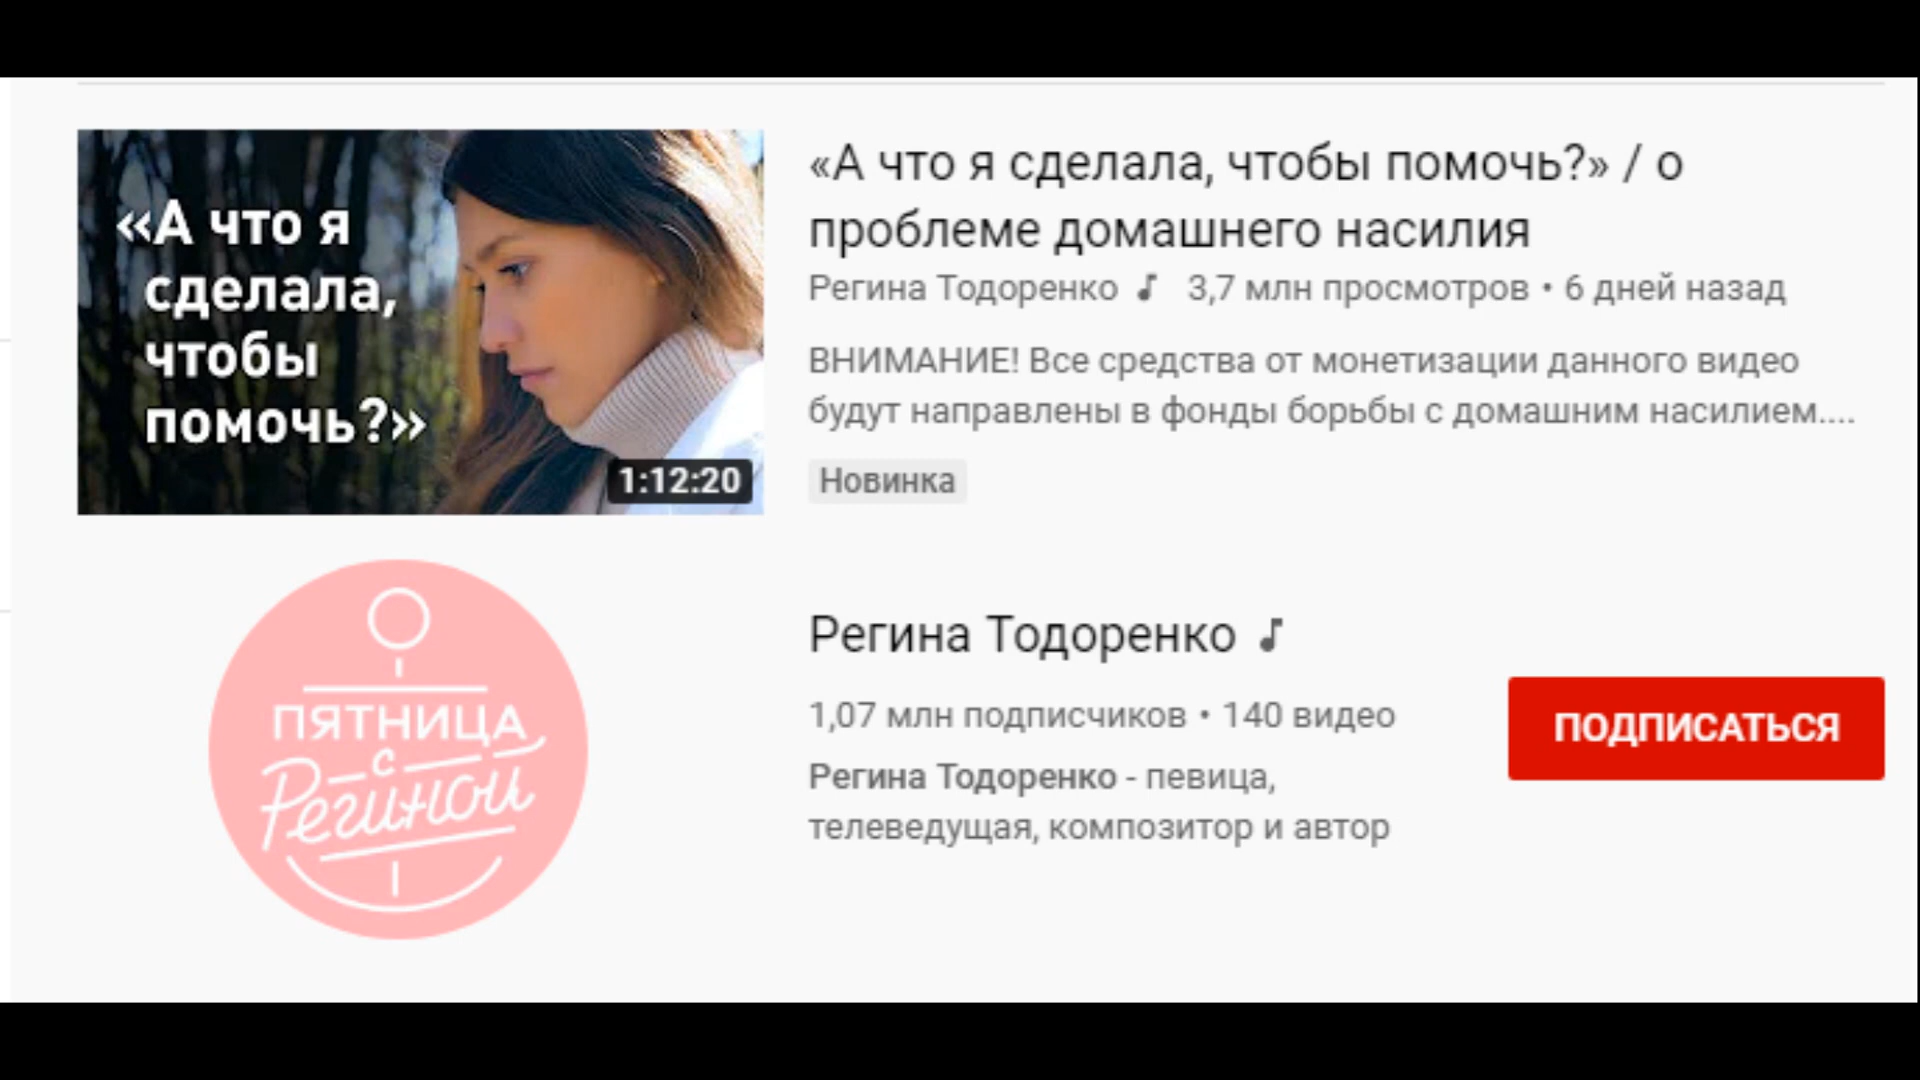 «А что я
сделала,
чтобы
помочь?»
1:12:20
«А что я сделала, чтобы помочь?» / о
проблеме домашнего насилия
Регина Тодоренко 3,7 млн просмотров • 6 дней назад
ВНИМАНИЕ! Все средства от монетизации данного видео
будут направлены в фонды борьбы с домашним насилием....
Новинка
ПЯТНИЦА
с
Региной
Регина Тодоренко
1,07 млн подписчиков • 140 видео
Регина Тодоренко - певица,
телеведущая, композитор и автор
ПОДПИСАТЬСЯ